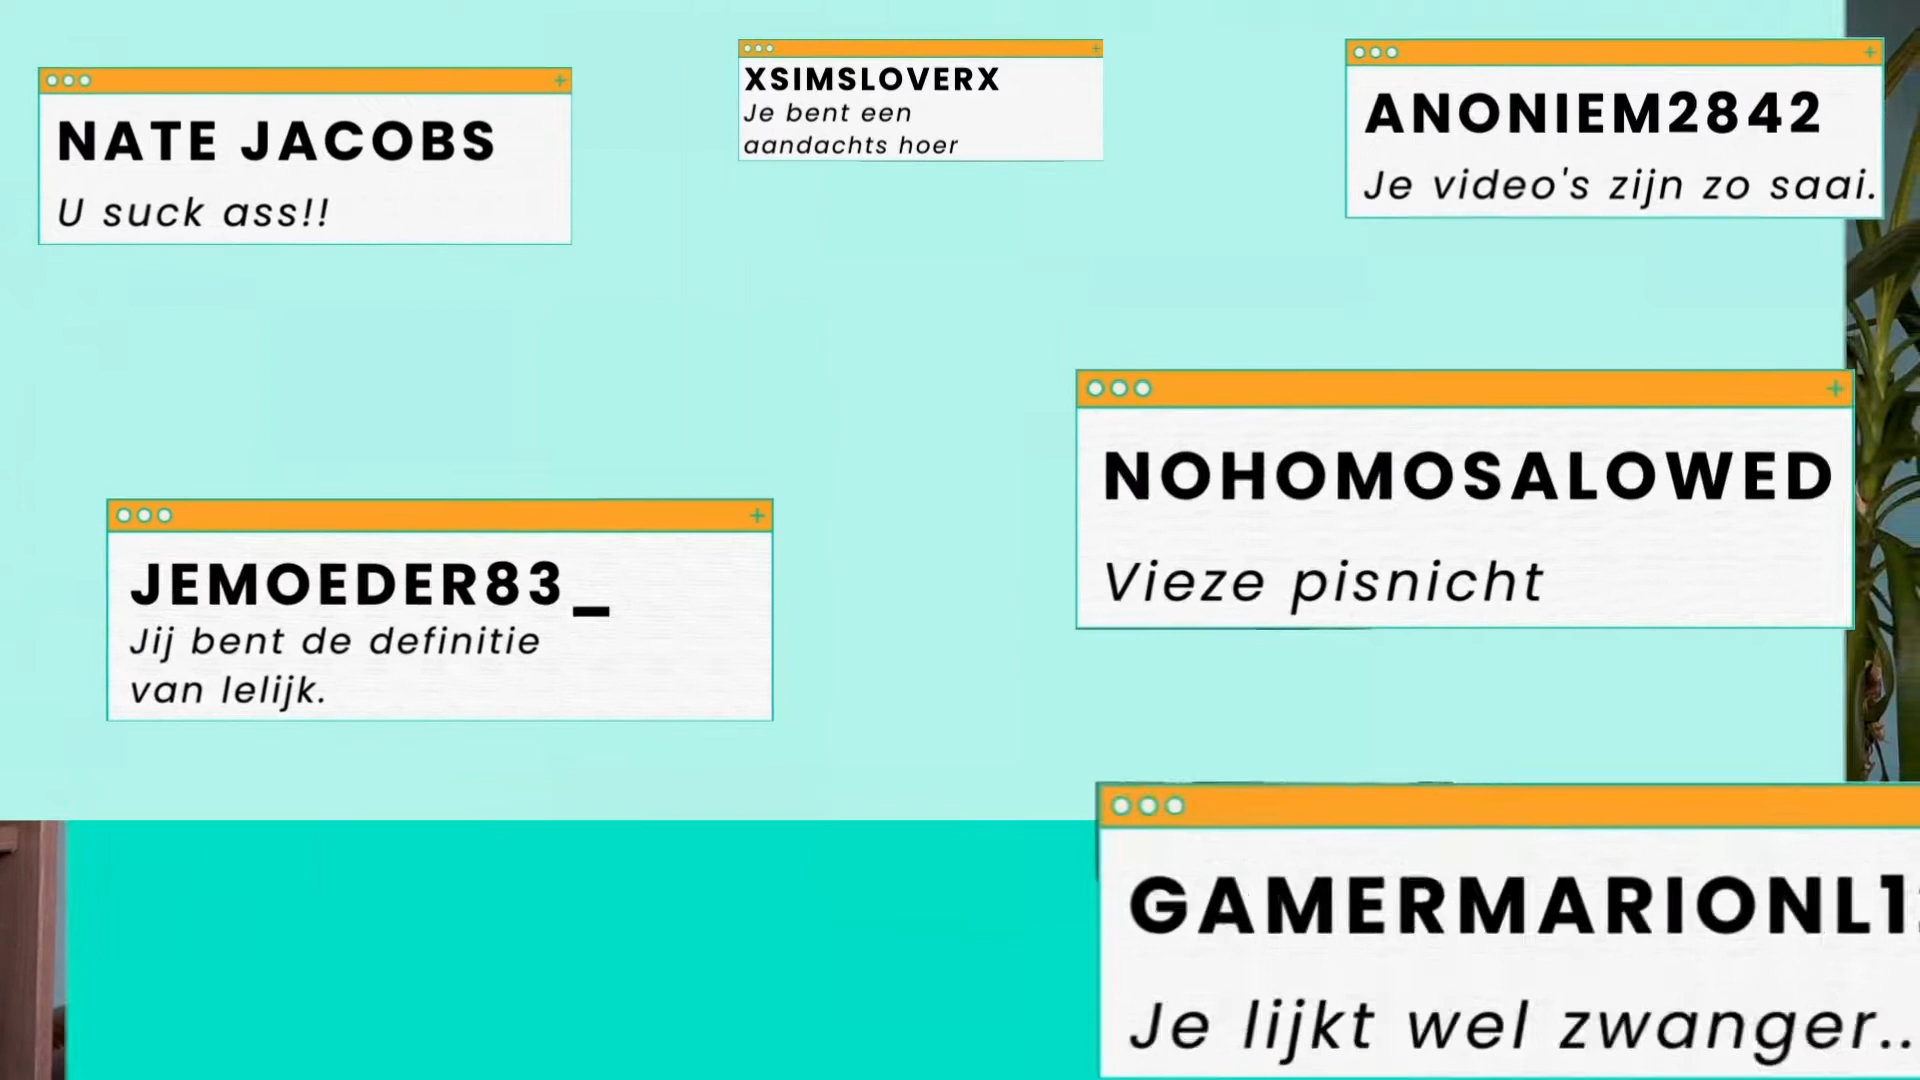 NATE JACOBS
U suck ass!!
XSIMSLOVERX
Je bent een
aandachts hoer
ANONIEM2842
Je video's zijn zo saai.
NOHOMOSALOWED
Vieze pisnicht
JEMOEDER83_
Jij bent de definitie
van lelijk.
GAMERMARIONL1
Je lijkt wel zwanger..